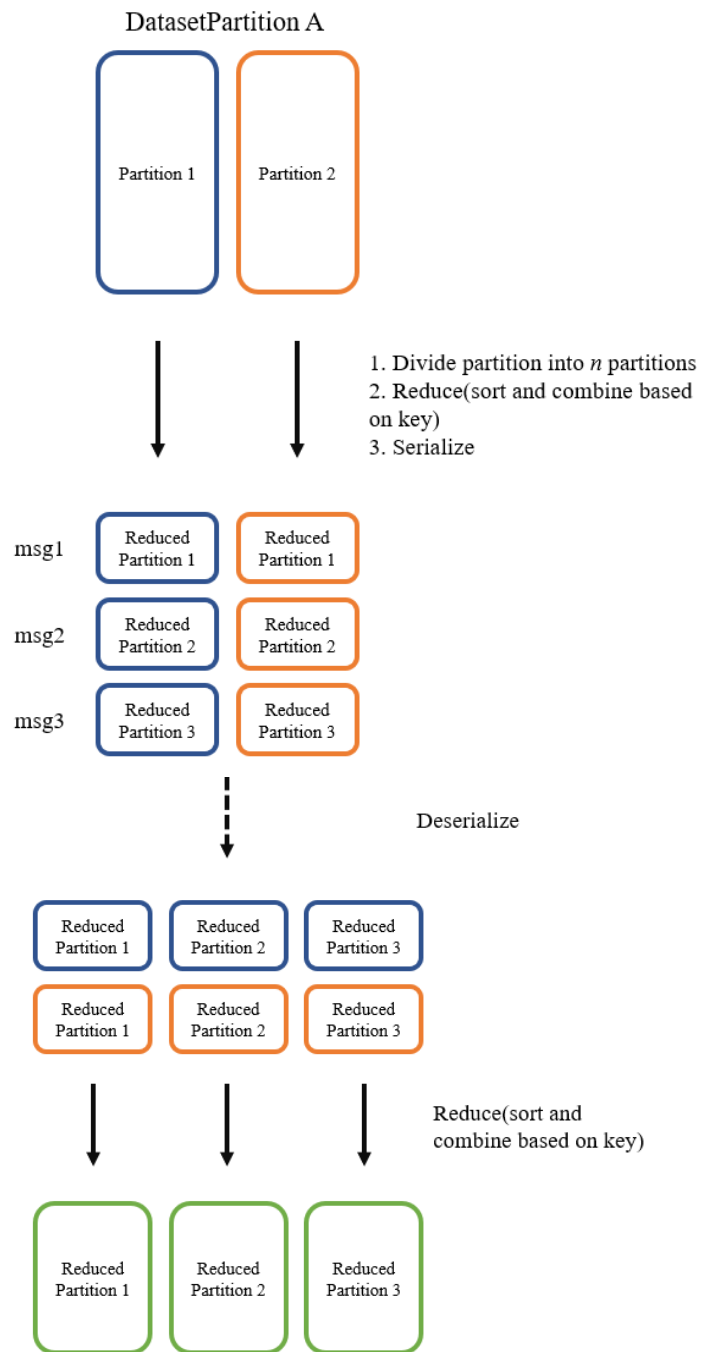 DatasetPartition A
Partition 1
Partition 2
1. Divide partition into n partitions
2. Reduce(sort and combine based
on key)
3. Serialize
msg1
Reduced
Partition 1
Reduced
Partition 1
msg2
Reduced
Partition 2
Reduced
Partition 2
msg3
Reduced
Partition 3
Reduced
Partition 3
Deserialize
Reduced
Partition 1
Reduced
Partition 2
Reduced
Partition 3
Reduced
Partition 1
Reduced
Partition 2
Reduced
Partition 3
Reduce(sort and
combine based on key)
Reduced
Partition 1
Reduced
Partition 2
Reduced
Partition 3